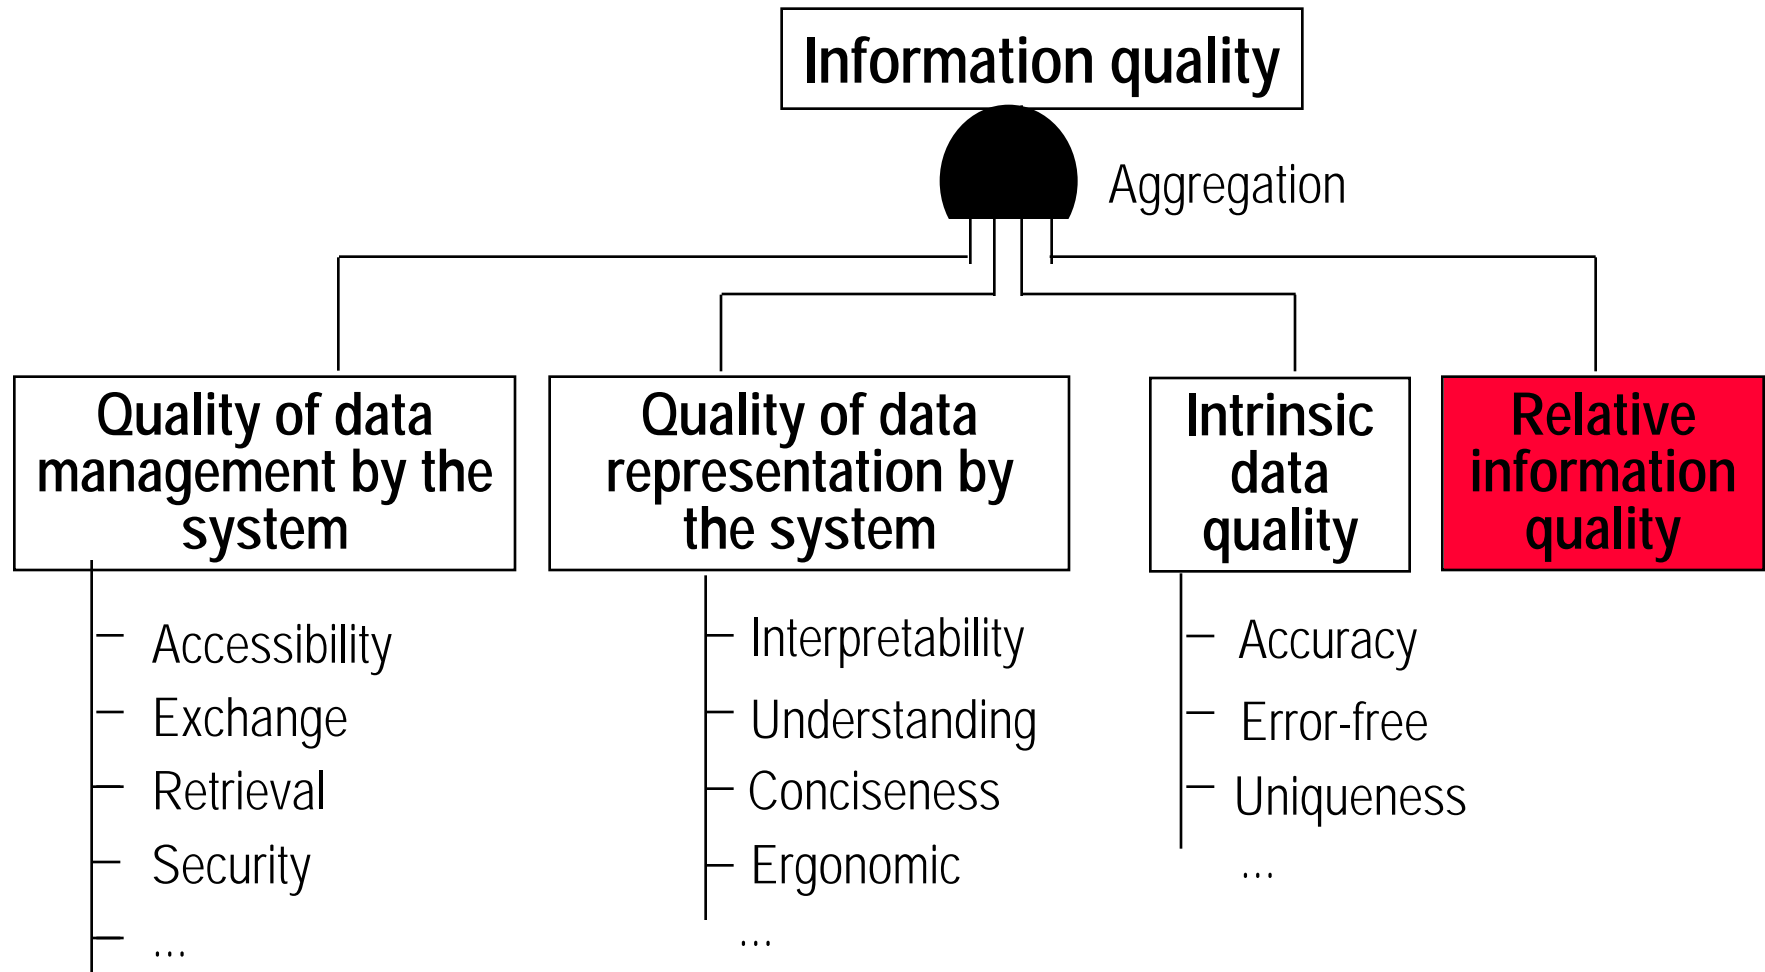 Information quality
Aggregation
Quality of data
management by the
system
Accessibility
Exchange
Retrieval
Security
...
Quality of data
representation by
the system
Interpretability
Understanding
Conciseness
Ergonomic
...
Intrinsic
data
quality
Accuracy
Error-free
Uniqueness
...
Relative
information
quality